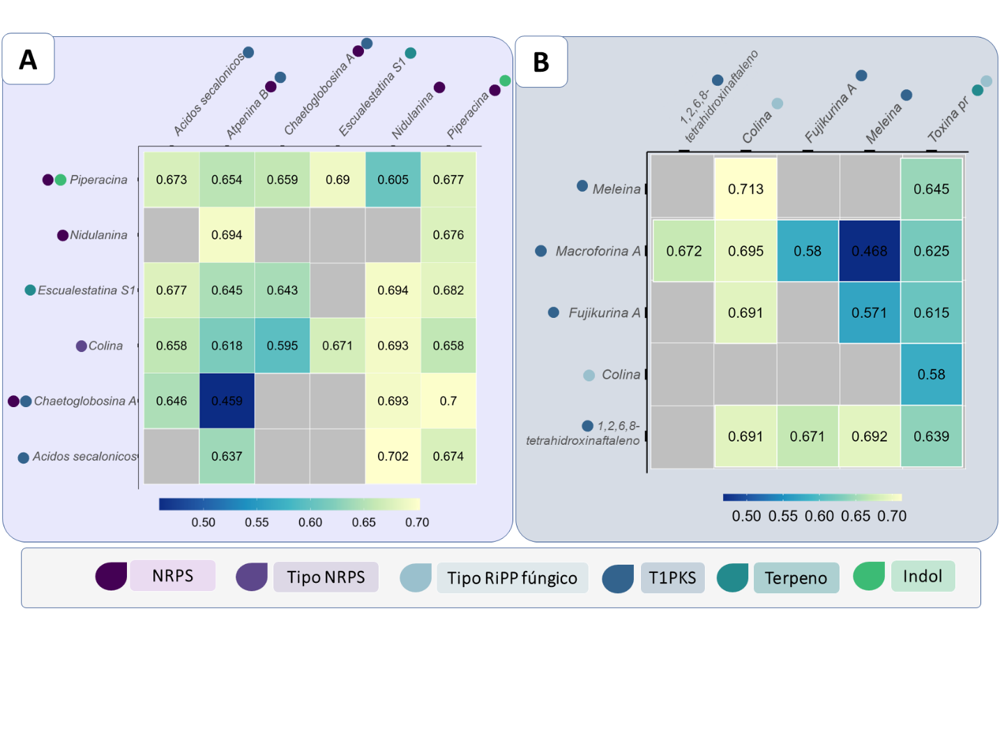 A
Acidos secalonicos
Atpenina B
Chaetoglobosina A
Escualestatina S1
Nidulanina
Piperacina
Piperacina
0.673 0.654 0.659 0.69 0.605 0.677
Nidulanina
0.694 0.676
Escualestatina S1
0.677 0.645 0.643 0.694 0.682
Colina
0.658 0.618 0.595 0.671 0.693 0.658
Chaetoglobosina A
0.646 0.459 0.693 0.7
Acidos secalonicos
0.637 0.702 0.674
0.50 0.55 0.60 0.65 0.70
B
1,2,6,8-
tetrahidroxinaftaleno
Colina
Fujikurina A
Meleina
Toxina pr
Meleina
0.713 0.645
Macroforina A
0.672 0.695 0.58 0.468 0.625
Fujikurina A
0.691 0.571 0.615
Colina
0.58
1,2,6,8-
tetrahidroxinaftaleno
0.691 0.671 0.692 0.639
0.50 0.55 0.60 0.65 0.70
NRPS
Tipo NRPS
Tipo RiPP fúngico
T1PKS
Terpeno
Indol